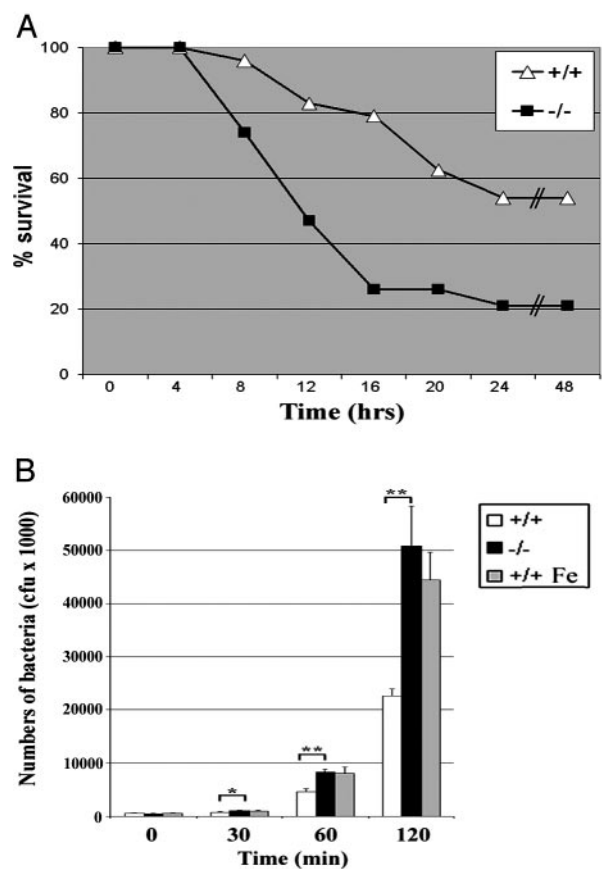 A
% survival
100
80
60
40
20
0
+/+
-/-
0 4 8 12 16 20 24 48
Time (hrs)
B
Numbers of bacteria (cfu x 1000)
60000
50000
40000
30000
20000
10000
0
*
**
**
+/+
-/-
+/+ Fe
0 30 60 120
Time (min)